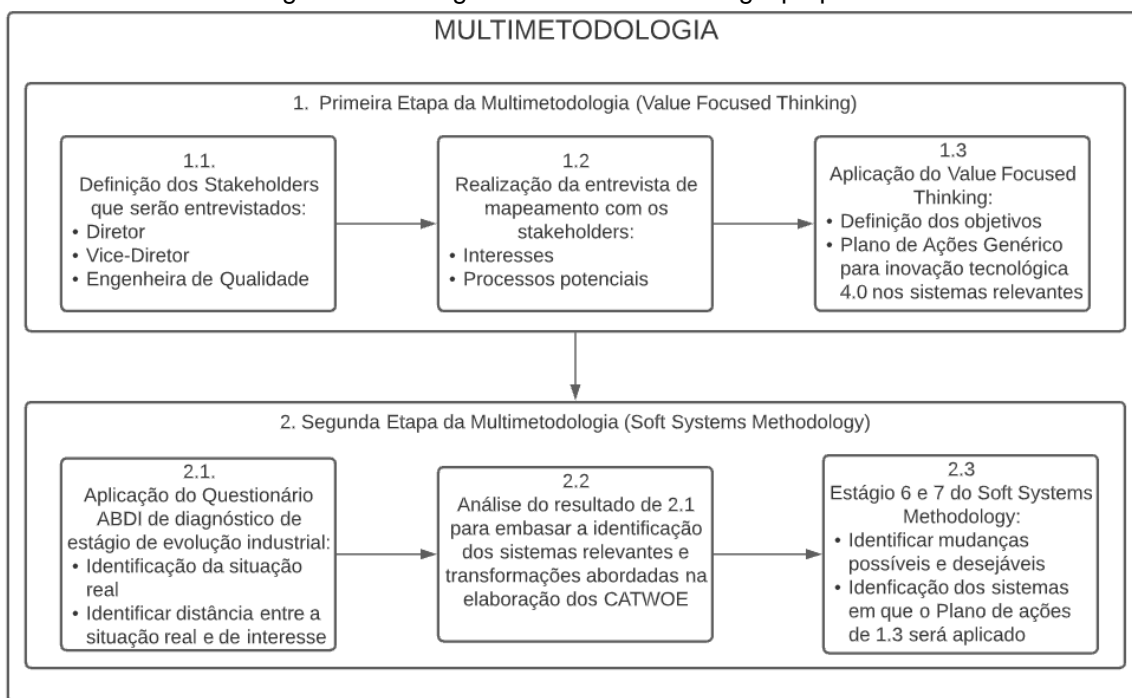 MULTIMETODOLOGIA
1. Primeira Etapa da Multimetodologia (Value Focused Thinking)
1.1.
Definição dos Stakeholders
que serão entrevistados:
• Diretor
• Vice-Diretor
• Engenheira de Qualidade
1.2
Realização da entrevista de
mapeamento com os
stakeholders:
• Interesses
• Processos potenciais
1.3
Aplicação do Value Focused
Thinking:
• Definição dos objetivos
• Plano de Ações Genérico
para inovação tecnológica
4.0 nos sistemas relevantes
2. Segunda Etapa da Multimetodologia (Soft Systems Methodology)
2.1.
Aplicação do Questionário
ABDI de diagnóstico de
estágio de evolução industrial:
• Identificação da situação
real
• Identificar distância entre a
situação real e de interesse
2.2
Análise do resultado de 2.1
para embasar a identificação
dos sistemas relevantes e
transformações abordadas na
elaboração dos CATWOE
2.3
Estágio 6 e 7 do Soft Systems
Methodology:
• Identificar mudanças
possíveis e desejáveis
• Idenficação dos sistemas
em que o Plano de ações
de 1.3 será aplicado